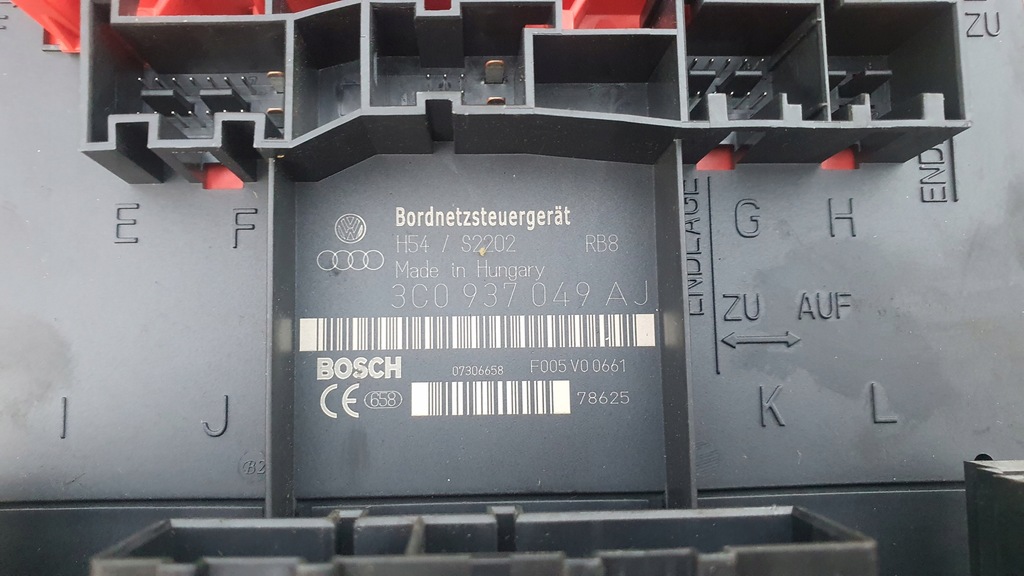 E
ZU
END
Bordnetzsteuergerät
H54 / S2202 RB8
Made in Hungary
3C0 937 049 AJ
BOSCH 07306658 F005 V0 0661
CE 658 78625
E F
G H
ENDLAGE
ZU AUF
I J
K L
B2